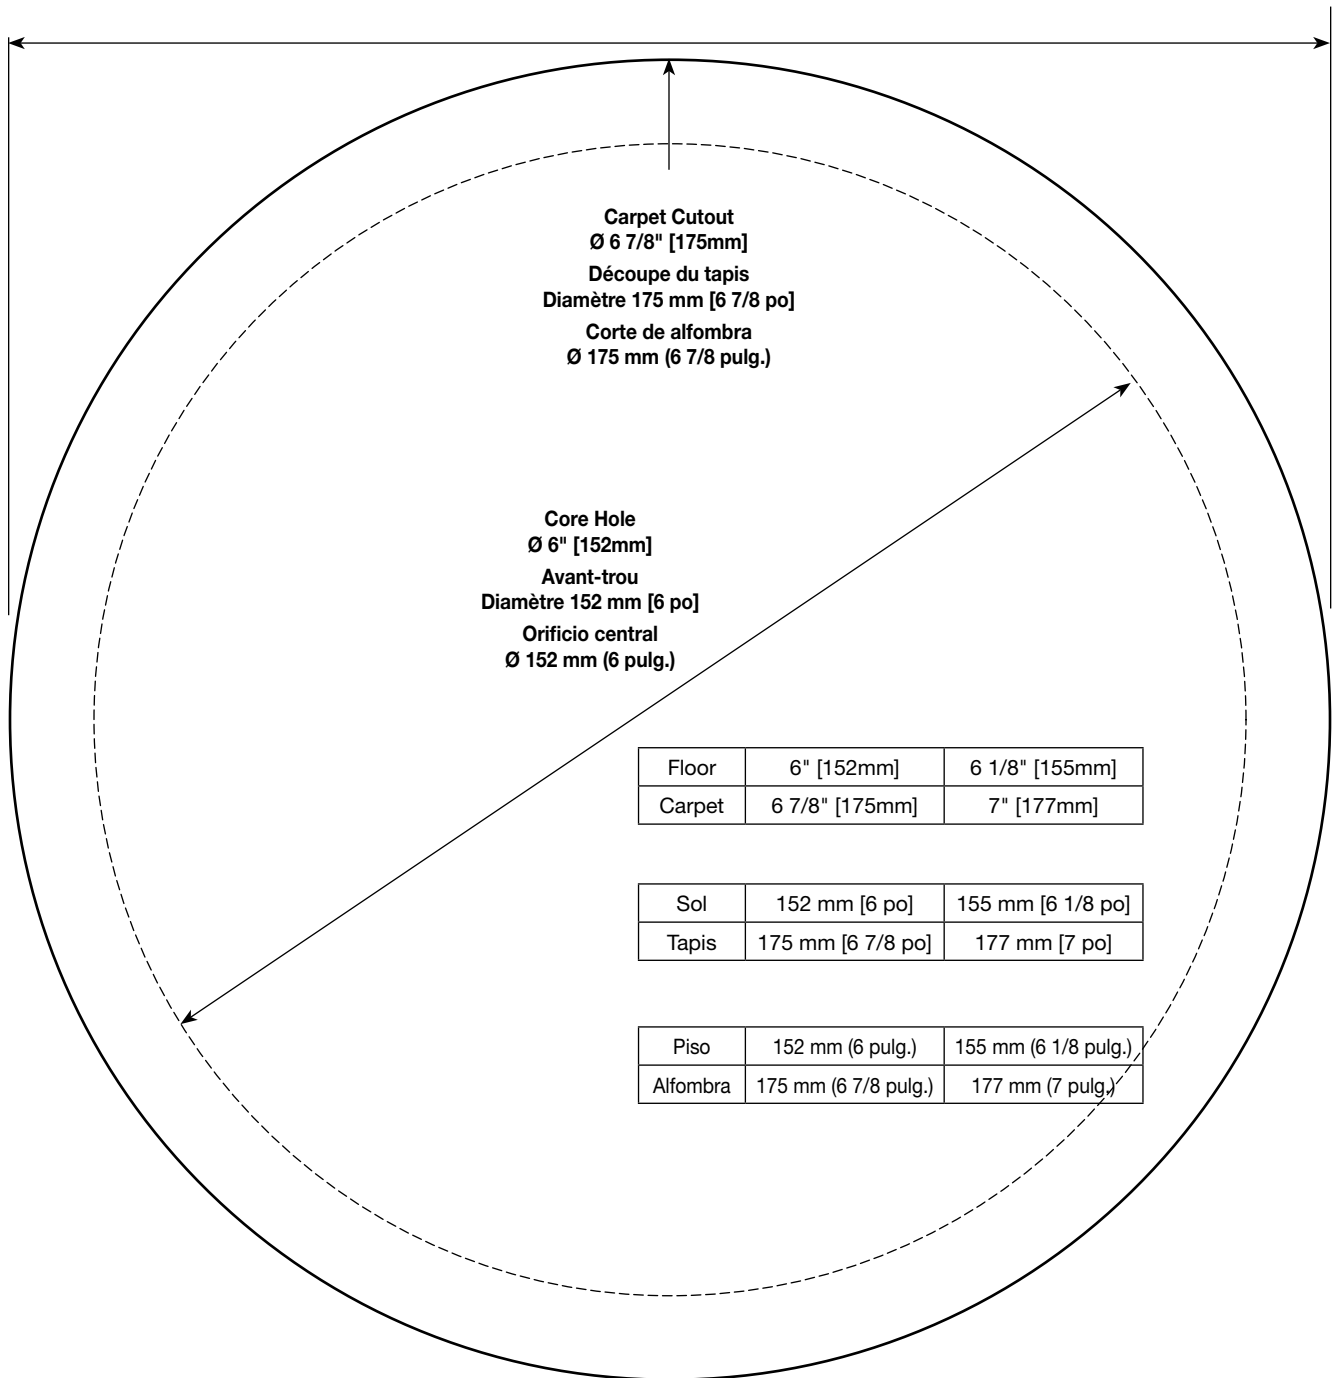 Carpet Cutout
Ø 6 7/8" [175mm]
Découpe du tapis
Diamètre 175 mm [6 7/8 po]
Corte de alfombra
Ø 175 mm (6 7/8 pulg.)
Core Hole
Ø 6" [152mm]
Avant-trou
Diamètre 152 mm [6 po]
Orificio central
Ø 152 mm (6 pulg.)
Floor 6" [152mm] 6 1/8" [155mm]
Carpet 6 7/8" [175mm] 7" [177mm]
Sol 152 mm [6 po] 155 mm [6 1/8 po]
Tapis 175 mm [6 7/8 po] 177 mm [7 po]
Piso 152 mm (6 pulg.) 155 mm (6 1/8 pulg.)
Alfombra 175 mm (6 7/8 pulg.) 177 mm (7 pulg.)